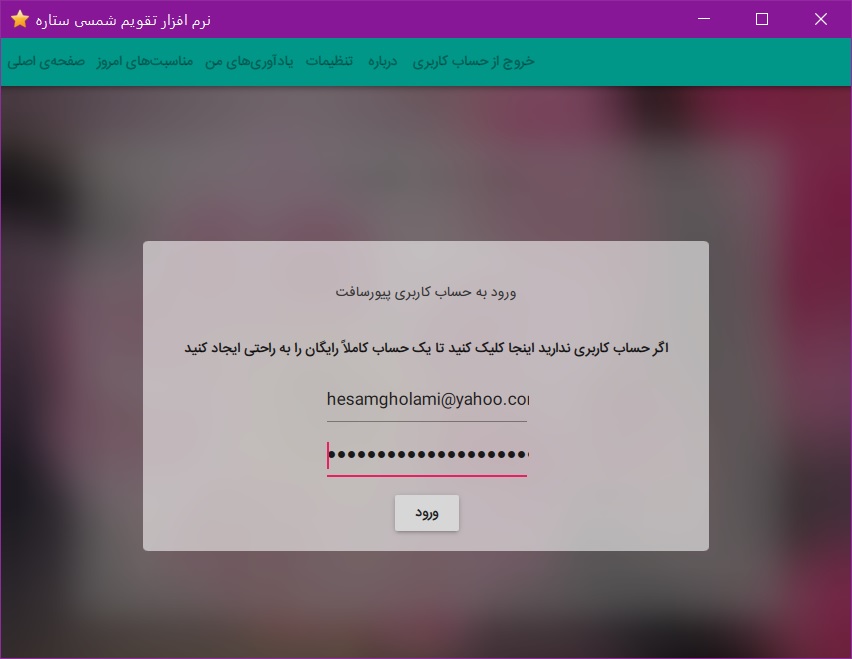 نرم افزار تقویم شمسی ستاره
صفحه‌ی اصلی مناسبت‌های امروز یادآوری‌های من تنظیمات درباره خروج از حساب کاربری
ورود به حساب کاربری پیورسافت
اگر حساب کاربری ندارید اینجا کلیک کنید تا یک حساب کاملاً رایگان را به راحتی ایجاد کنید
hesamgholami@yahoo.co
ورود